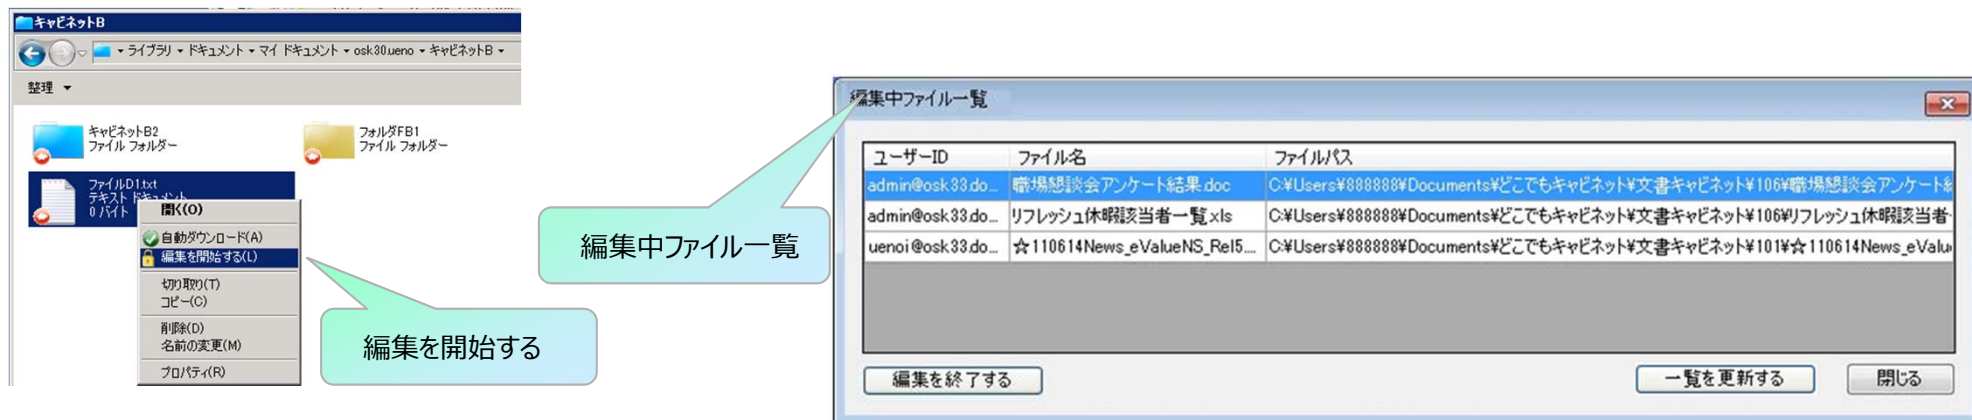 キャビネットB
ライブラリ ▾ ドキュメント ▾ マイ ドキュメント ▾ osk30.ueno ▾ キャビネットB ▾
整理 ▾
キャビネットB2
ファイル フォルダー
フォルダFB1
ファイル フォルダー
ファイルD1.txt
テキスト ドキュメント
0 バイト
開く(O)
自動ダウンロード(A)
編集を開始する(L)
切り取り(T)
コピー(C)
削除(D)
名前の変更(M)
プロパティ(R)
編集を開始する
編集中ファイル一覧
編集中ファイル一覧
ユーザーID ファイル名 ファイルパス
admin@osk33.do... 職場懇談会アンケート結果.doc C:¥Users¥888888¥Documents¥どこでもキャビネット¥文書キャビネット¥106¥職場懇談会アンケート結
admin@osk33.do... リフレッシュ休暇該当者一覧.xls C:¥Users¥888888¥Documents¥どこでもキャビネット¥文書キャビネット¥106¥リフレッシュ休暇該当者
uenoi@osk33.do... ☆110614News_eValueNS_Rel5.... C:¥Users¥888888¥Documents¥どこでもキャビネット¥文書キャビネット¥101¥☆110614News_eValu
編集を終了する 一覧を更新する 閉じる